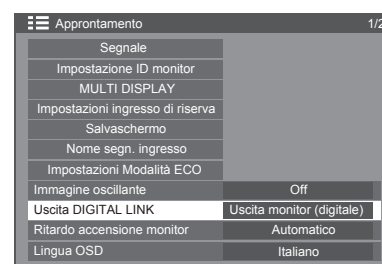 Approntamento 1/2
Segnale
Impostazione ID monitor
MULTI DISPLAY
Impostazioni ingresso di riserva
Salvaschermo
Nome segn. ingresso
Impostazioni Modalità ECO
Immagine oscillante Off
Uscita DIGITAL LINK Uscita monitor (digitale)
Ritardo accensione monitor Automatico
Lingua OSD Italiano